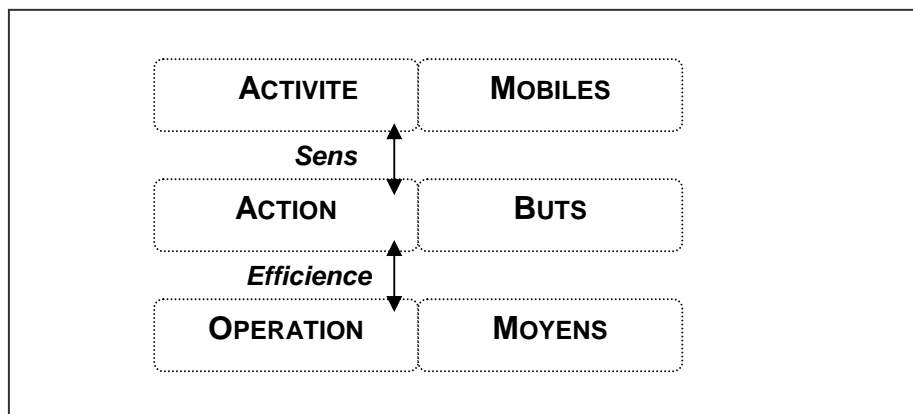 ACTIVITE MOBILES
Sens
ACTION BUTS
Efficience
OPERATION MOYENS